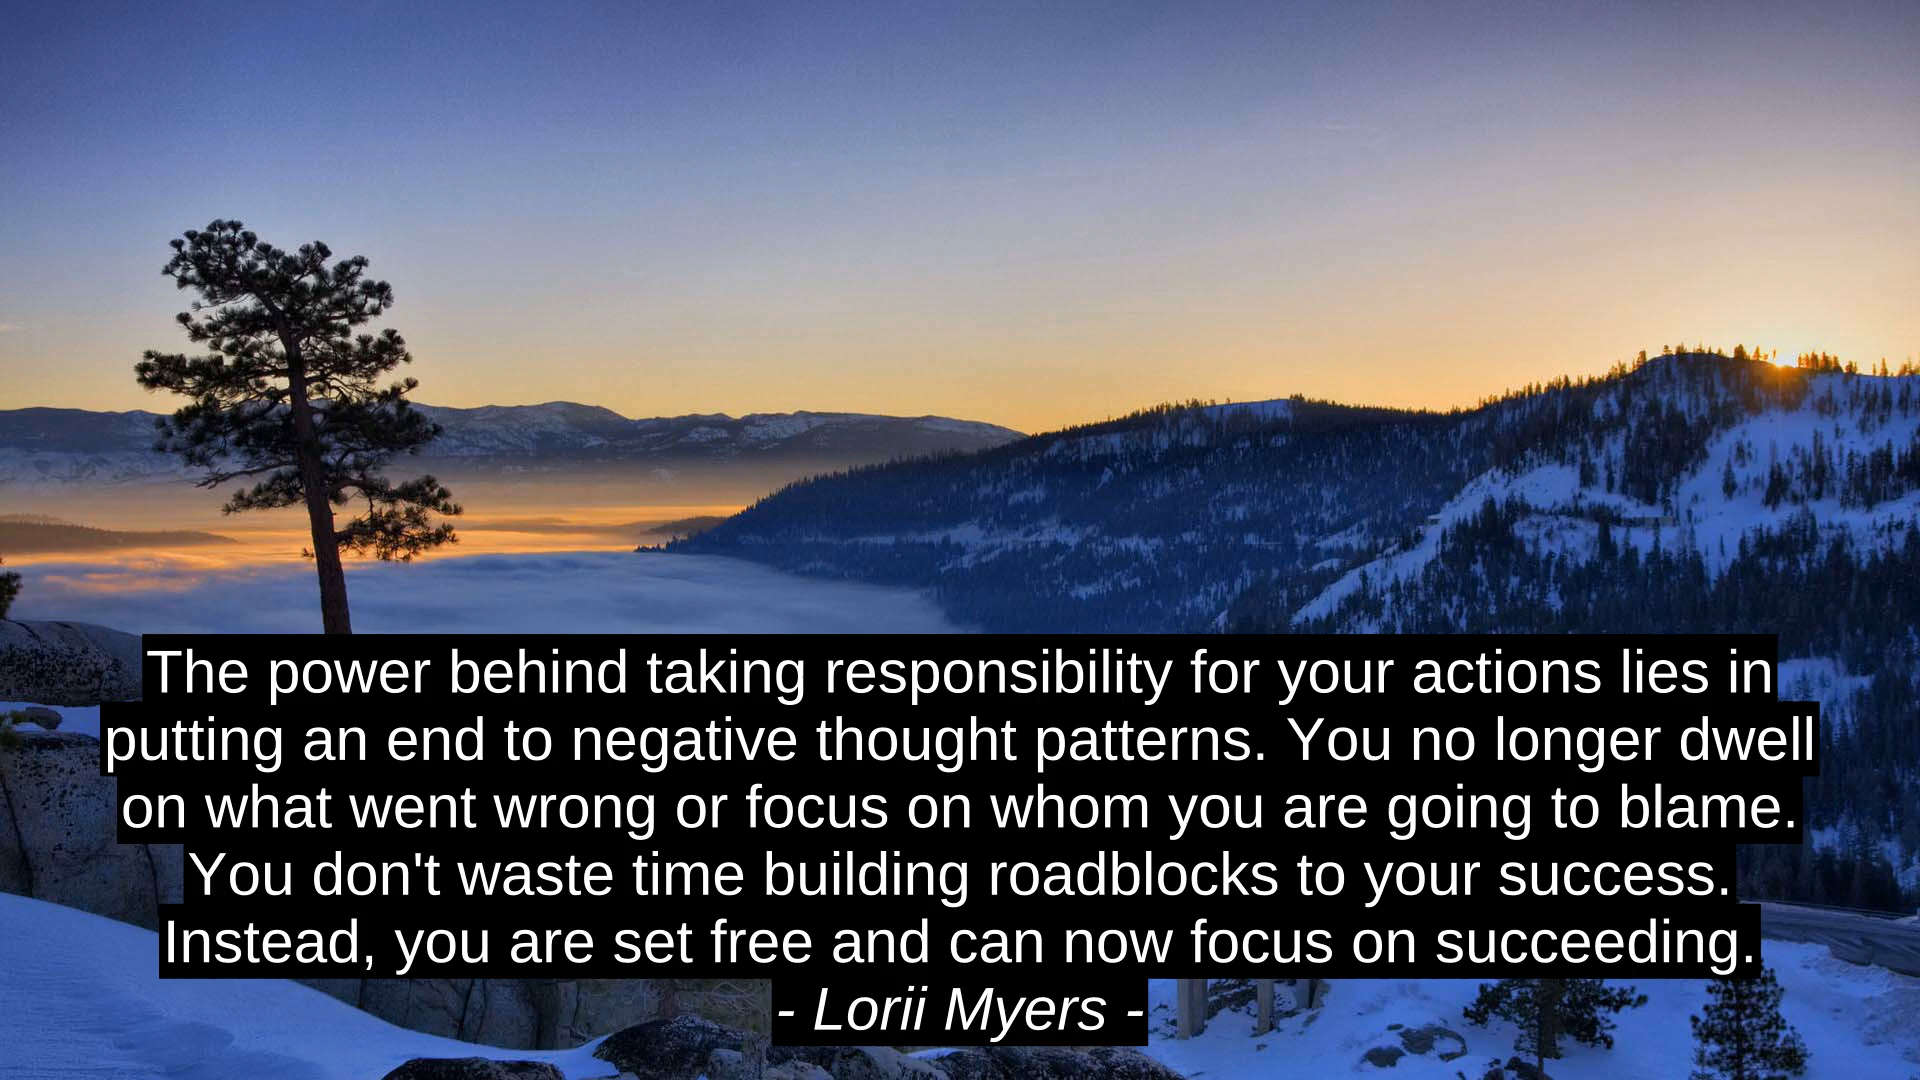 The power behind taking responsibility for your actions lies in
putting an end to negative thought patterns. You no longer dwell
on what went wrong or focus on whom you are going to blame.
You don't waste time building roadblocks to your success.
Instead, you are set free and can now focus on succeeding.
- Lorii Myers -